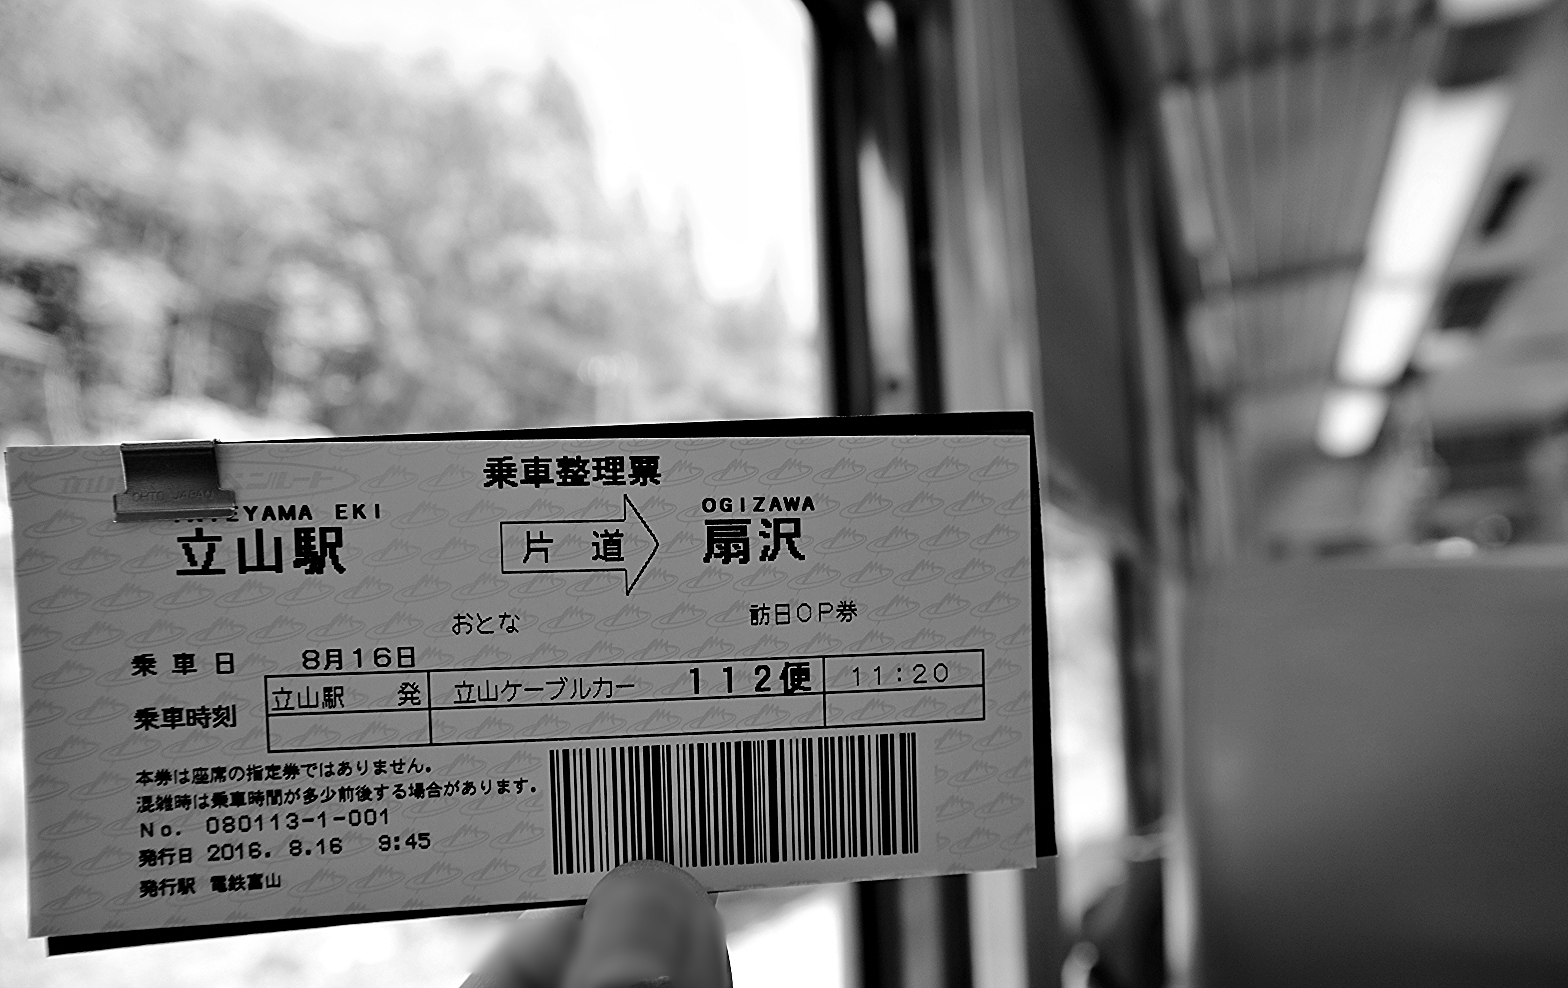 乗車整理票
YAMA EKI
OGIZAWA
立山駅 片道 扇沢
おとな 訪日OP券
乗車日 8月16日
乗車時刻 立山駅 発 立山ケーブルカー 112便 11:20
本券は座席の指定券ではありません。
混雑時は乗車時間が多少前後する場合があります。
No. 080113-1-001
発行日 2016. 8.16 9:45
発行駅 電鉄富山